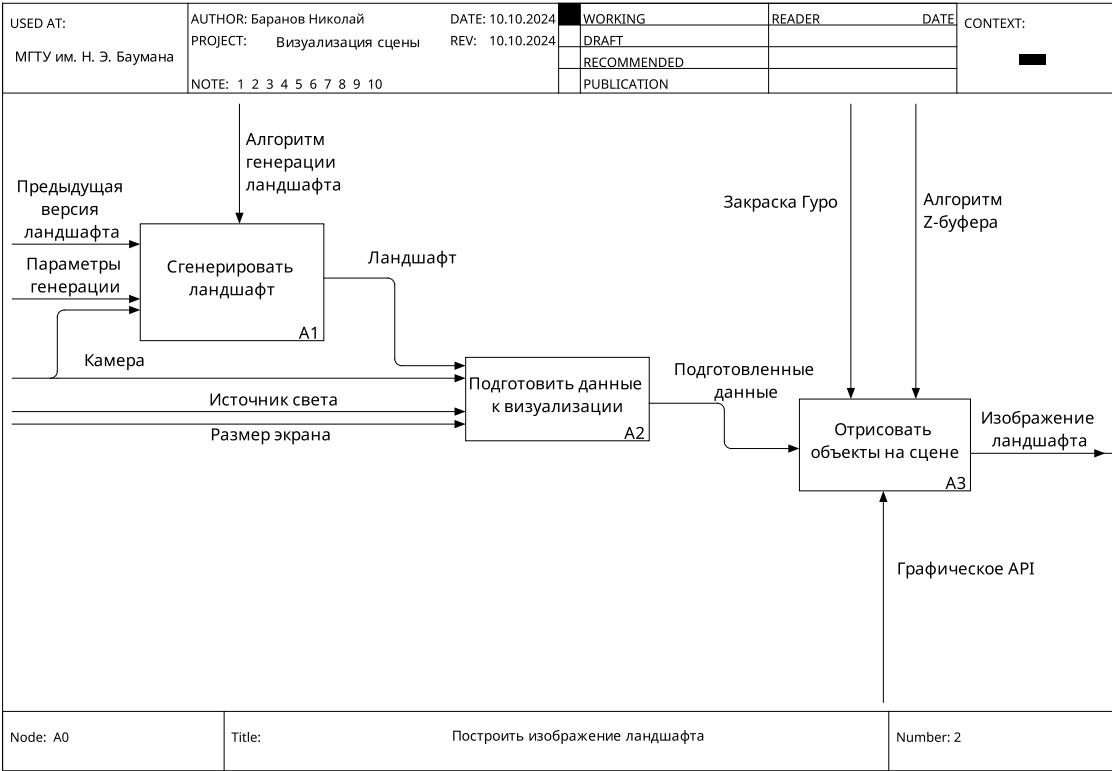 USED AT:
МГТУ им. Н. Э. Баумана
AUTHOR: Баранов Николай
DATE: 10.10.2024
PROJECT: Визуализация сцены
REV: 10.10.2024
NOTE: 1 2 3 4 5 6 7 8 9 10
WORKING
DRAFT
RECOMMENDED
PUBLICATION
READER
DATE
CONTEXT:
Алгоритм
генерации
ландшафта
Предыдущая
версия
ландшафта
Параметры
генерации
Сгенерировать
ландшафт
A1
Ландшафт
Камера
Источник света
Размер экрана
Подготовить данные
к визуализации
A2
Подготовленные
данные
Закраска Гуро
Алгоритм
Z-буфера
Отрисовать
объекты на сцене
A3
Изображение
ландшафта
Графическое API
Node: A0
Title:
Построить изображение ландшафта
Number: 2